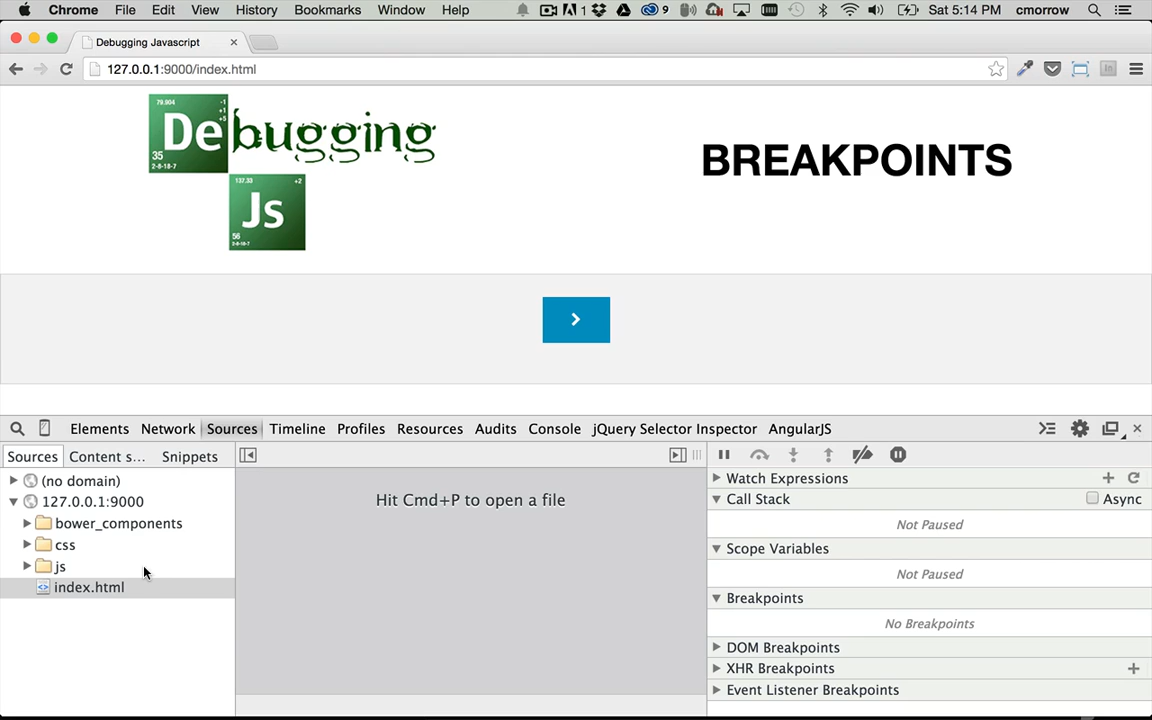 Chrome File Edit View History Bookmarks Window Help 1 9 Sat 5:14 PM cmorrow
Debugging Javascript
127.0.0.1:9000/index.html
79.904 -1 +1 +5
De bugging
35
2-8-18-7
BREAKPOINTS
137.33 +2
Js
56
2-8-18-7
Elements Network Sources Timeline Profiles Resources Audits Console jQuery Selector Inspector AngularJS
Sources Content s... Snippets
(no domain)
127.0.0.1:9000
bower_components
css
js
index.html
Hit Cmd+P to open a file
Watch Expressions
Call Stack Async
Not Paused
Scope Variables
Not Paused
Breakpoints
No Breakpoints
DOM Breakpoints
XHR Breakpoints
Event Listener Breakpoints